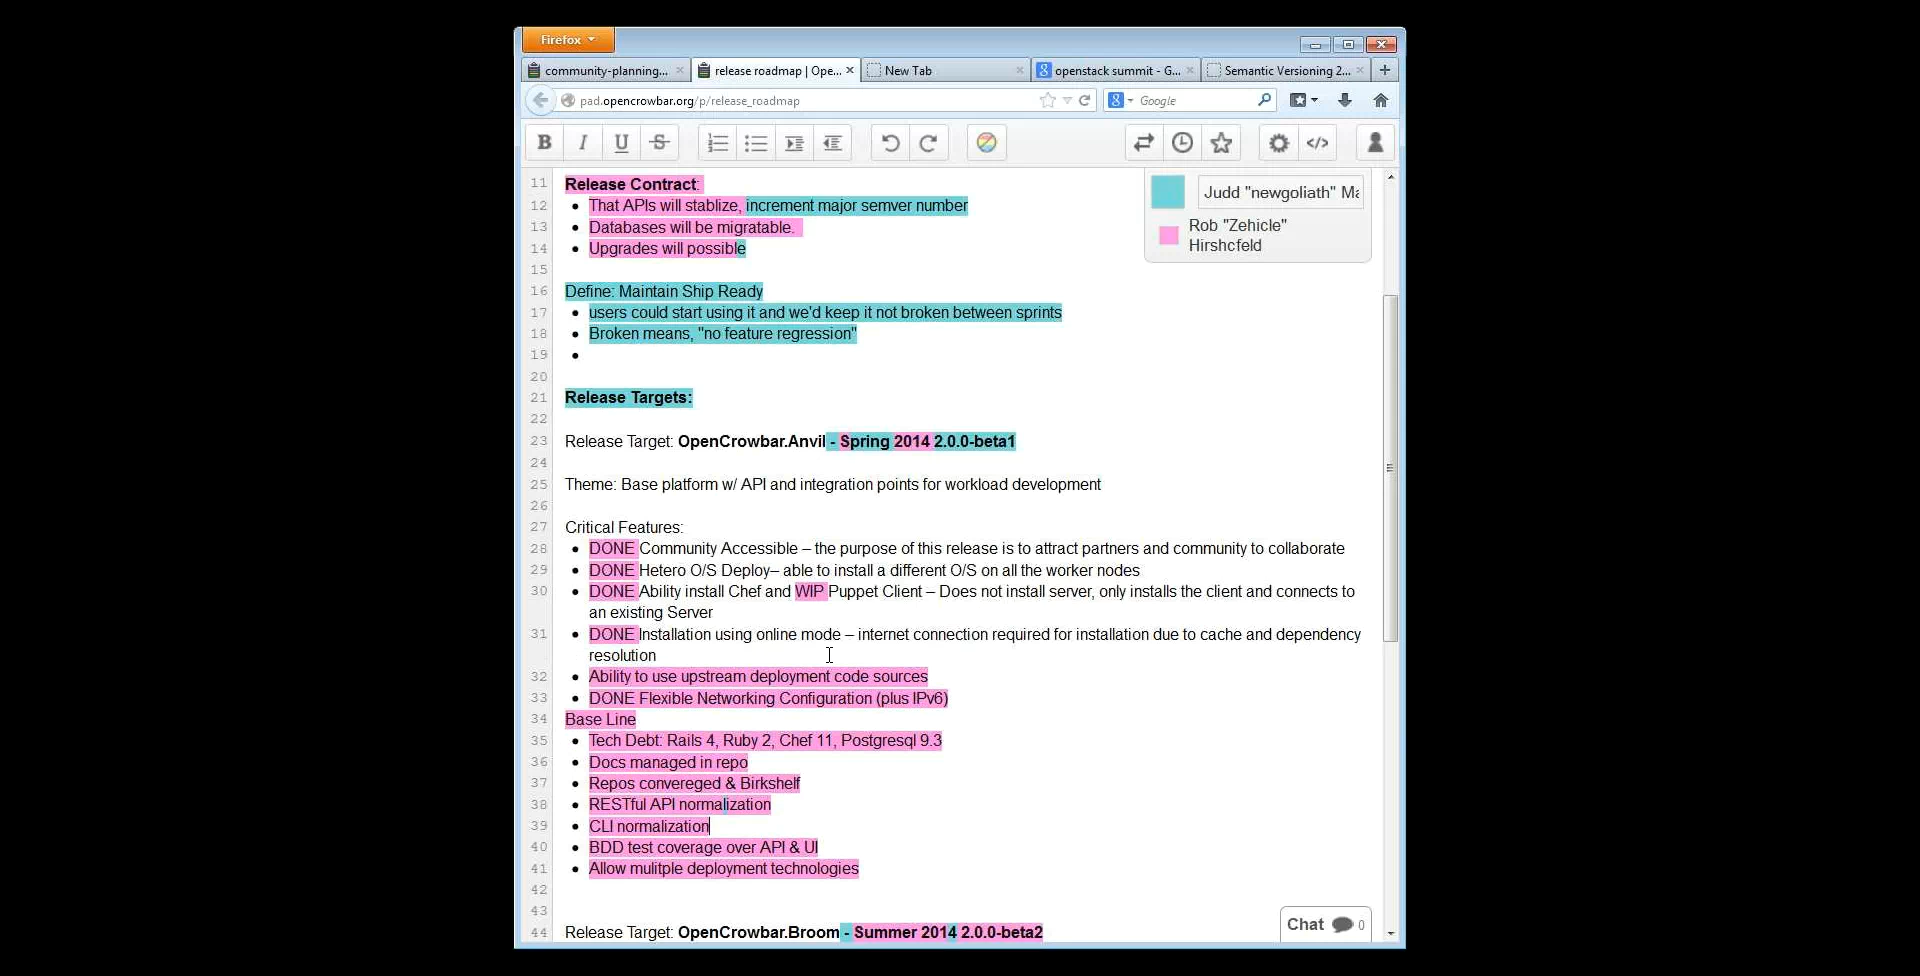 Firefox
community-planning...
release roadmap | Ope...
New Tab
openstack summit - G...
Semantic Versioning 2...
pad.opencrowbar.org/p/release_roadmap
Google
B I U S
11 Release Contract:
12 That APIs will stablize, increment major semver number
13 Databases will be migratable.
14 Upgrades will possible
15
16 Define: Maintain Ship Ready
17 users could start using it and we'd keep it not broken between sprints
18 Broken means, "no feature regression"
19
20
21 Release Targets:
22
23 Release Target: OpenCrowbar.Anvil - Spring 2014 2.0.0-beta1
24
25 Theme: Base platform w/ API and integration points for workload development
26
27 Critical Features:
28 DONE Community Accessible – the purpose of this release is to attract partners and community to collaborate
29 DONE Hetero O/S Deploy– able to install a different O/S on all the worker nodes
30 DONE Ability install Chef and WIP Puppet Client – Does not install server, only installs the client and connects to
an existing Server
31 DONE Installation using online mode – internet connection required for installation due to cache and dependency
resolution
32 Ability to use upstream deployment code sources
33 DONE Flexible Networking Configuration (plus IPv6)
34 Base Line
35 Tech Debt: Rails 4, Ruby 2, Chef 11, Postgresql 9.3
36 Docs managed in repo
37 Repos convereged & Birkshelf
38 RESTful API normalization
39 CLI normalization
40 BDD test coverage over API & UI
41 Allow mulitple deployment technologies
42
43
44 Release Target: OpenCrowbar.Broom - Summer 2014 2.0.0-beta2
Judd "newgoliath" Ma
Rob "Zehicle"
Hirshcfeld
Chat 0